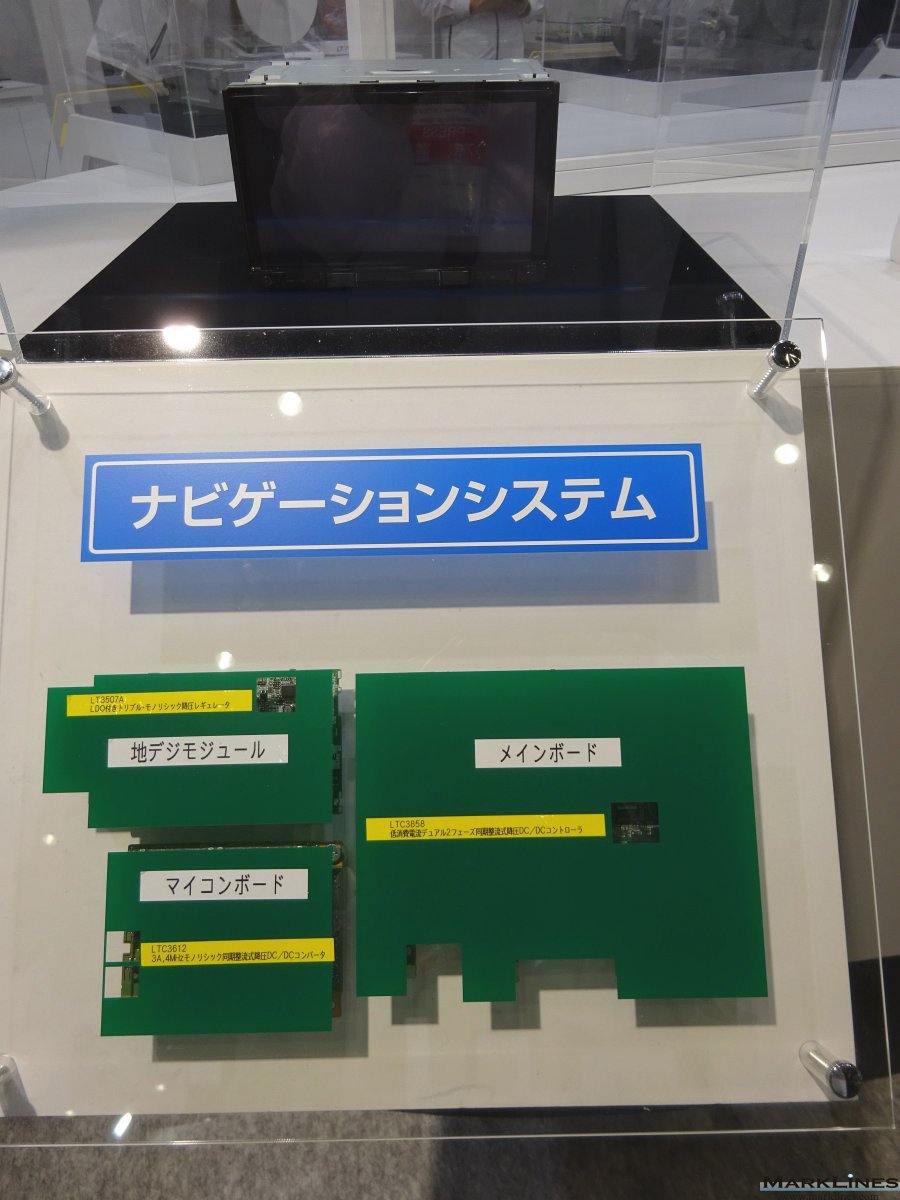 PRESS
ナビゲーションシステム
LT3507A
LDO付きトリプル・モノリシック降圧レギュレータ
地デジモジュール
メインボード
LTC3858
低消費電流デュアル2フェーズ同期整流式降圧DC/DCコントローラ
マイコンボード
LTC3612
3A,4MHzモノリシック同期整流式降圧DC/DCコンバータ
MARKLINES